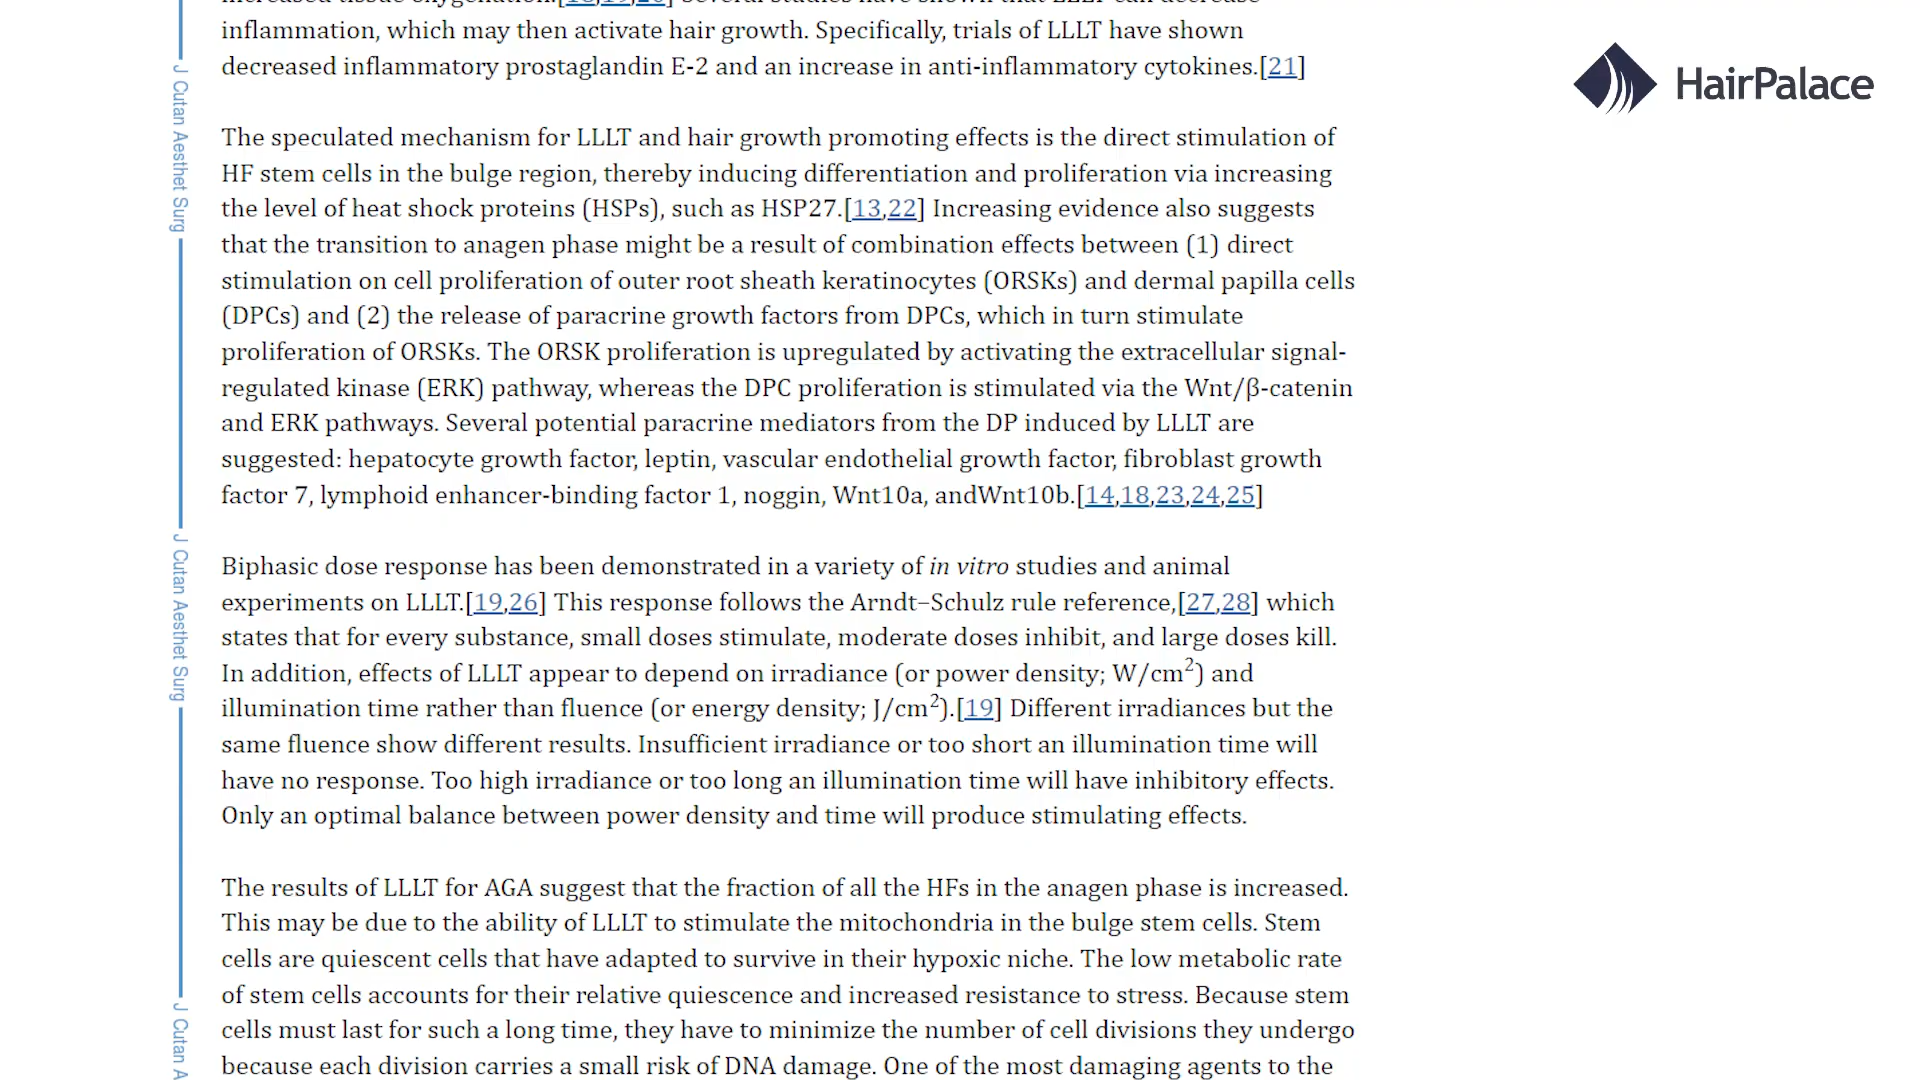 increased tissue oxygenation.[18,19,20] Several studies have shown that LLLT can decrease
inflammation, which may then activate hair growth. Specifically, trials of LLLT have shown
decreased inflammatory prostaglandin E-2 and an increase in anti-inflammatory cytokines.[21]
The speculated mechanism for LLLT and hair growth promoting effects is the direct stimulation of
HF stem cells in the bulge region, thereby inducing differentiation and proliferation via increasing
the level of heat shock proteins (HSPs), such as HSP27.[13,22] Increasing evidence also suggests
that the transition to anagen phase might be a result of combination effects between (1) direct
stimulation on cell proliferation of outer root sheath keratinocytes (ORSKs) and dermal papilla cells
(DPCs) and (2) the release of paracrine growth factors from DPCs, which in turn stimulate
proliferation of ORSKs. The ORSK proliferation is upregulated by activating the extracellular signal-
regulated kinase (ERK) pathway, whereas the DPC proliferation is stimulated via the Wnt/β-catenin
and ERK pathways. Several potential paracrine mediators from the DP induced by LLLT are
suggested: hepatocyte growth factor, leptin, vascular endothelial growth factor, fibroblast growth
factor 7, lymphoid enhancer-binding factor 1, noggin, Wnt10a, andWnt10b.[14,18,23,24,25]
Biphasic dose response has been demonstrated in a variety of in vitro studies and animal
experiments on LLLT.[19,26] This response follows the Arndt–Schulz rule reference,[27,28] which
states that for every substance, small doses stimulate, moderate doses inhibit, and large doses kill.
In addition, effects of LLLT appear to depend on irradiance (or power density; W/cm²) and
illumination time rather than fluence (or energy density; J/cm²).[19] Different irradiances but the
same fluence show different results. Insufficient irradiance or too short an illumination time will
have no response. Too high irradiance or too long an illumination time will have inhibitory effects.
Only an optimal balance between power density and time will produce stimulating effects.
The results of LLLT for AGA suggest that the fraction of all the HFs in the anagen phase is increased.
This may be due to the ability of LLLT to stimulate the mitochondria in the bulge stem cells. Stem
cells are quiescent cells that have adapted to survive in their hypoxic niche. The low metabolic rate
of stem cells accounts for their relative quiescence and increased resistance to stress. Because stem
cells must last for such a long time, they have to minimize the number of cell divisions they undergo
because each division carries a small risk of DNA damage. One of the most damaging agents to the
J Cutan Aesthet Surg
J Cutan Aesthet Surg
J Cutan A
HairPalace